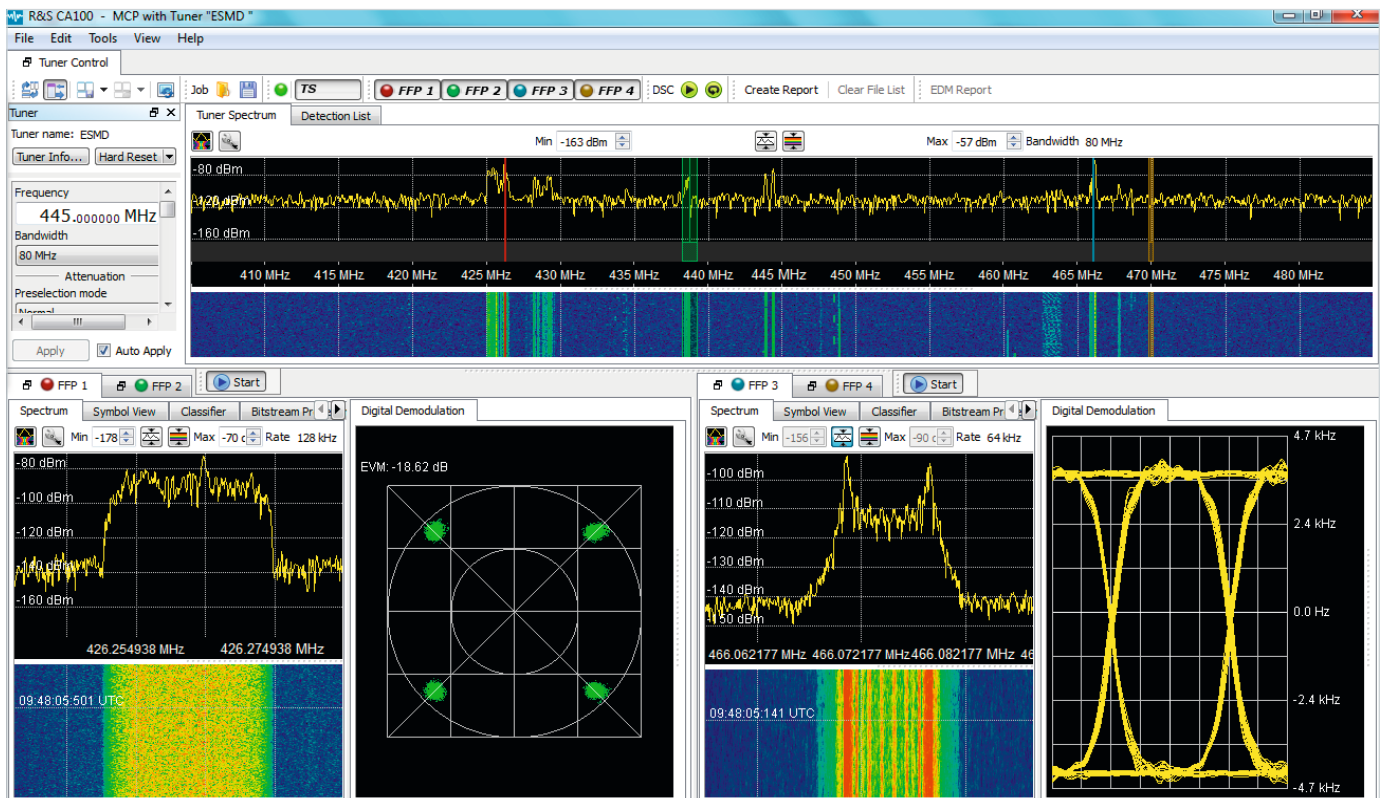 R&S CA100 - MCP with Tuner "ESMD "
File Edit Tools View Help
Tuner Control
Job TS FFP 1 FFP 2 FFP 3 FFP 4 DSC Create Report Clear File List EDM Report
Tuner
Tuner name: ESMD
Tuner Info... Hard Reset
Frequency
445.000000 MHz
Bandwidth
80 MHz
Attenuation
Preselection mode
Normal
Apply Auto Apply
Tuner Spectrum Detection List
Min -163 dBm Max -57 dBm Bandwidth 80 MHz
-80 dBm
-120 dBm
-160 dBm
410 MHz 415 MHz 420 MHz 425 MHz 430 MHz 435 MHz 440 MHz 445 MHz 450 MHz 455 MHz 460 MHz 465 MHz 470 MHz 475 MHz 480 MHz
FFP 1 FFP 2 Start
Spectrum Symbol View Classifier Bitstream Pr
Min -178 Max -70 c Rate 128 kHz
-80 dBm
-100 dBm
-120 dBm
-140 dBm
-160 dBm
426.254938 MHz 426.274938 MHz
09:48:05:501 UTC
Digital Demodulation
EVM: -18.62 dB
FFP 3 FFP 4 Start
Spectrum Symbol View Classifier Bitstream Pr
Min -156 Max -90 c Rate 64 kHz
-100 dBm
-110 dBm
-120 dBm
-130 dBm
-140 dBm
-150 dBm
466.062177 MHz 466.072177 MHz 466.082177 MHz 46
09:48:05:141 UTC
Digital Demodulation
4.7 kHz
2.4 kHz
0.0 Hz
-2.4 kHz
-4.7 kHz